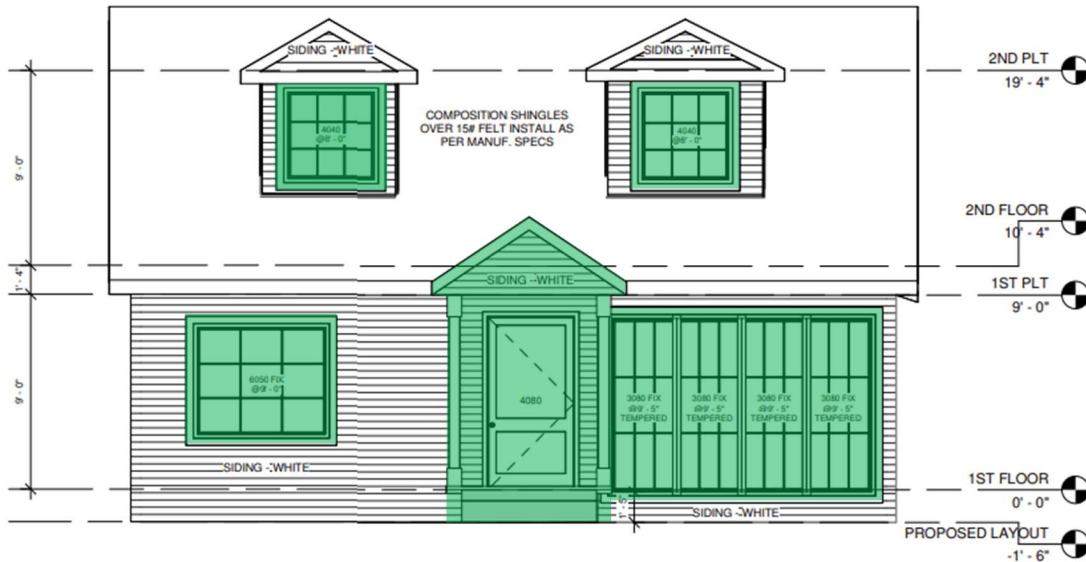 SIDING - WHITE
SIDING - WHITE
2ND PLT
19' - 4"
COMPOSITION SHINGLES
OVER 15# FELT INSTALL AS
PER MANUF. SPECS
4040
@8' - 0"
4040
@8' - 0"
9' - 0"
2ND FLOOR
10' - 4"
1' - 4"
SIDING - WHITE
1ST PLT
9' - 0"
6050 FIX
@9' - 0"
4080
3080 FIX
@9' - 5"
TEMPERED
3080 FIX
@9' - 5"
TEMPERED
3080 FIX
@9' - 5"
TEMPERED
3080 FIX
@9' - 5"
TEMPERED
9' - 0"
SIDING - WHITE
1ST FLOOR
0' - 0"
1' - 5"
SIDING - WHITE
PROPOSED LAYOUT
-1' - 6"